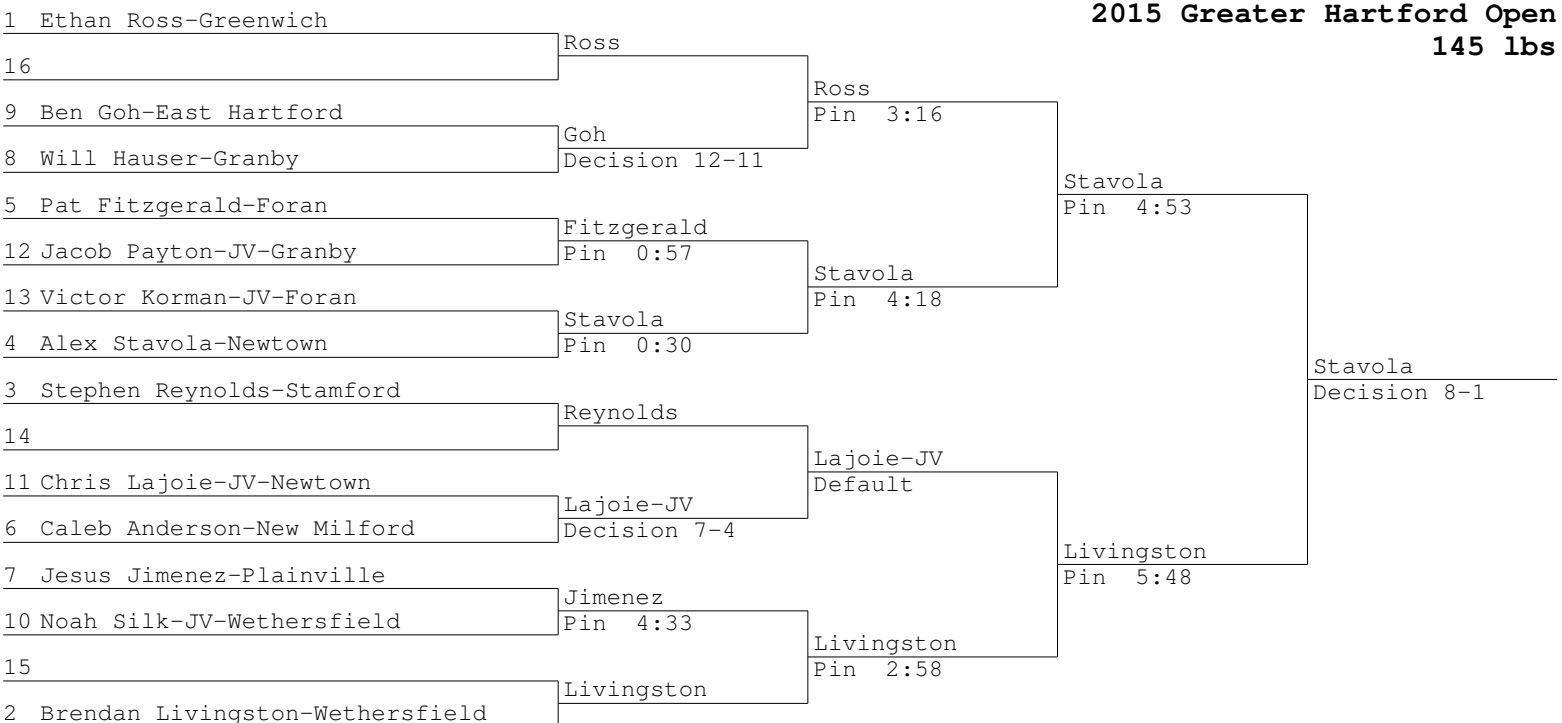 2015 Greater Hartford Open
145 lbs
1 Ethan Ross-Greenwich
16
9 Ben Goh-East Hartford
8 Will Hauser-Granby
5 Pat Fitzgerald-Foran
12 Jacob Payton-JV-Granby
13 Victor Korman-JV-Foran
4 Alex Stavola-Newtown
3 Stephen Reynolds-Stamford
14
11 Chris Lajoie-JV-Newtown
6 Caleb Anderson-New Milford
7 Jesus Jimenez-Plainville
10 Noah Silk-JV-Wethersfield
15
2 Brendan Livingston-Wethersfield
Ross
Goh
Decision 12-11
Fitzgerald
Pin 0:57
Stavola
Pin 0:30
Reynolds
Lajoie-JV
Decision 7-4
Jimenez
Pin 4:33
Livingston
Ross
Pin 3:16
Stavola
Pin 4:18
Lajoie-JV
Default
Livingston
Pin 2:58
Stavola
Pin 4:53
Livingston
Pin 5:48
Stavola
Decision 8-1